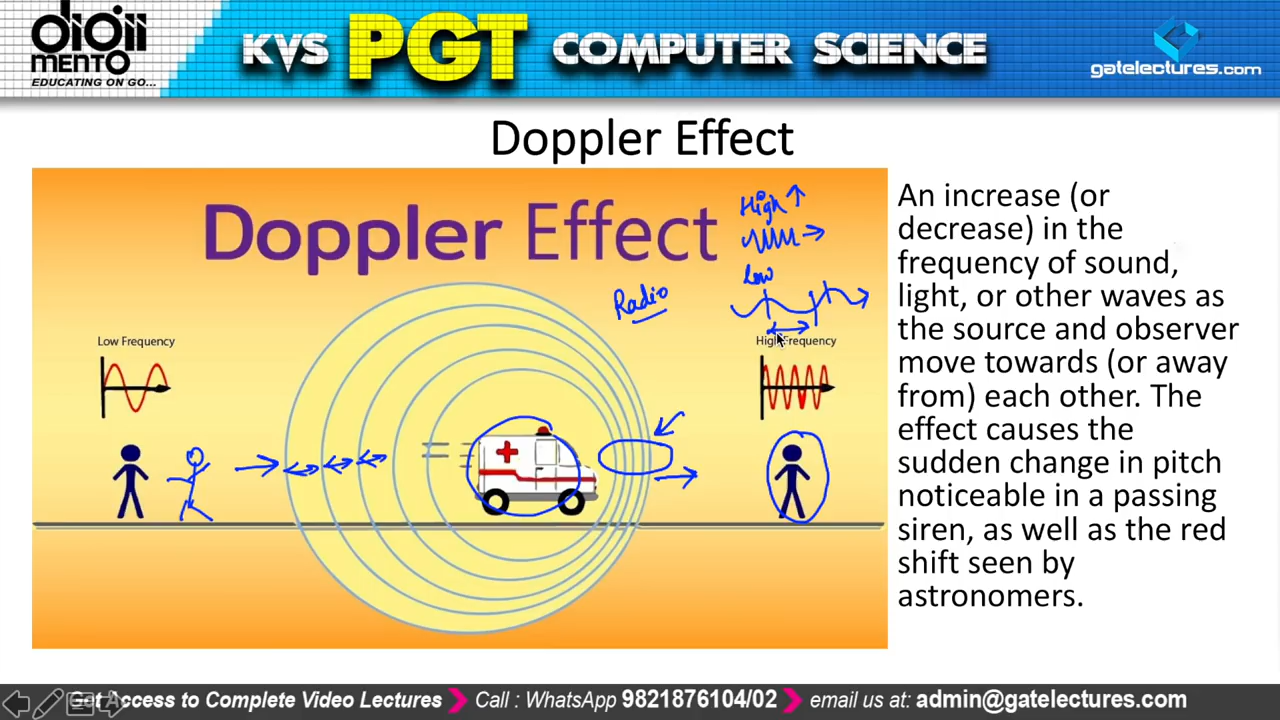 digii
mento
EDUCATING ON GO...
KVS PGT COMPUTER SCIENCE
gatelectures.com
Doppler Effect
Doppler Effect
High
low
Radio
Low Frequency
High Frequency
An increase (or
decrease) in the
frequency of sound,
light, or other waves as
the source and observer
move towards (or away
from) each other. The
effect causes the
sudden change in pitch
noticeable in a passing
siren, as well as the red
shift seen by
astronomers.
Get Access to Complete Video Lectures Call : WhatsApp 9821876104/02 email us at: admin@gatelectures.com